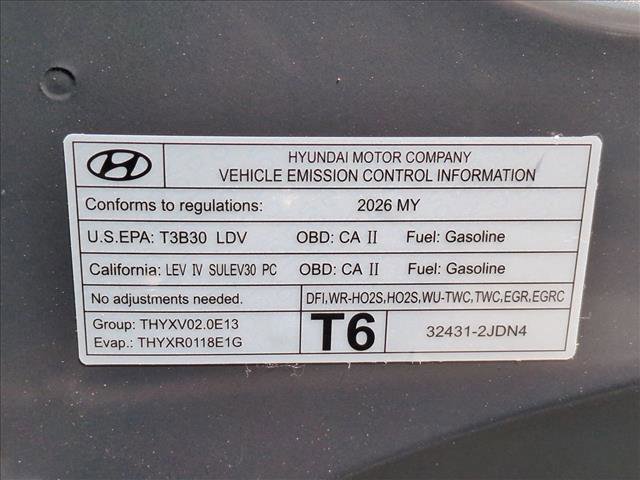 HYUNDAI MOTOR COMPANY
VEHICLE EMISSION CONTROL INFORMATION
Conforms to regulations: 2026 MY
U.S.EPA: T3B30 LDV OBD: CA II Fuel: Gasoline
California: LEV IV SULEV30 PC OBD: CA II Fuel: Gasoline
No adjustments needed. DFI,WR-HO2S,HO2S,WU-TWC,TWC,EGR,EGRC
Group: THYXV02.0E13
Evap.: THYXR0118E1G
T6
32431-2JDN4